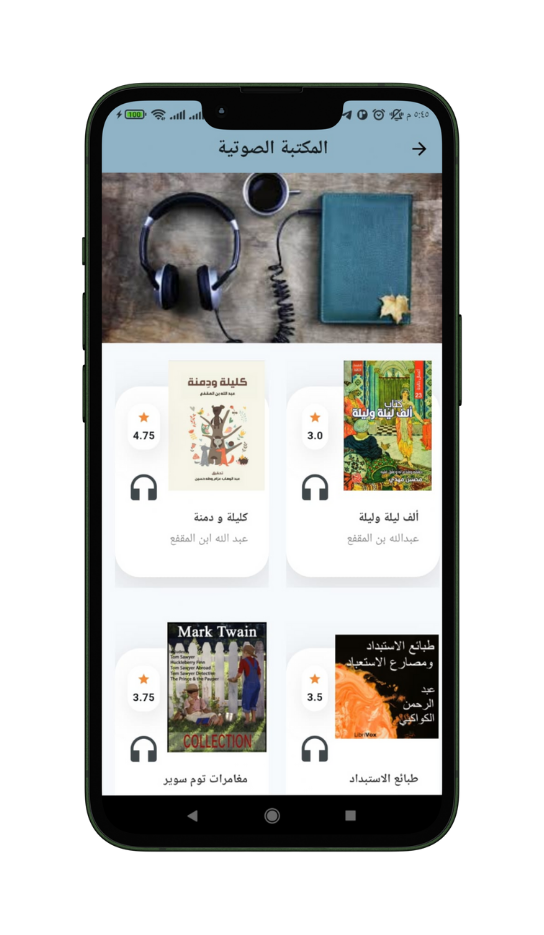 ٥:٤٥ م
100
المكتبة الصوتية
كتاب
ألف ليلة وليلة
محسن مهدي
3.0
ألف ليلة وليلة
عبدالله بن المقفع
كليلة ودمنة
عبد الله بن المقفع
تحقيق
4.75
كليلة و دمنة
عبد الله ابن المقفع
طبائع الاستبداد
ومصارع الاستعباد
عبد
الرحمن
الكواكبي
LibriVox
3.5
طبائع الاستبداد
Mark Twain
Tom Sawyer
Huckleberry Finn
Tom Sawyer Abroad
Tom Sawyer Detective
The Prince & the Pauper
COLLECTION
3.75
مغامرات توم سوير